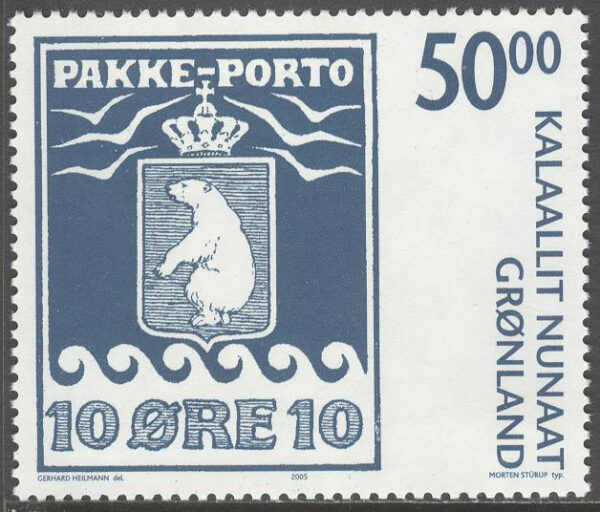 PAKKE-PORTO
10 ØRE 10
5000
KALAALLIT NUNAAT
GRØNLAND
GERHARD HEILMANN del.
2005
MORTEN STÜRUP typ.